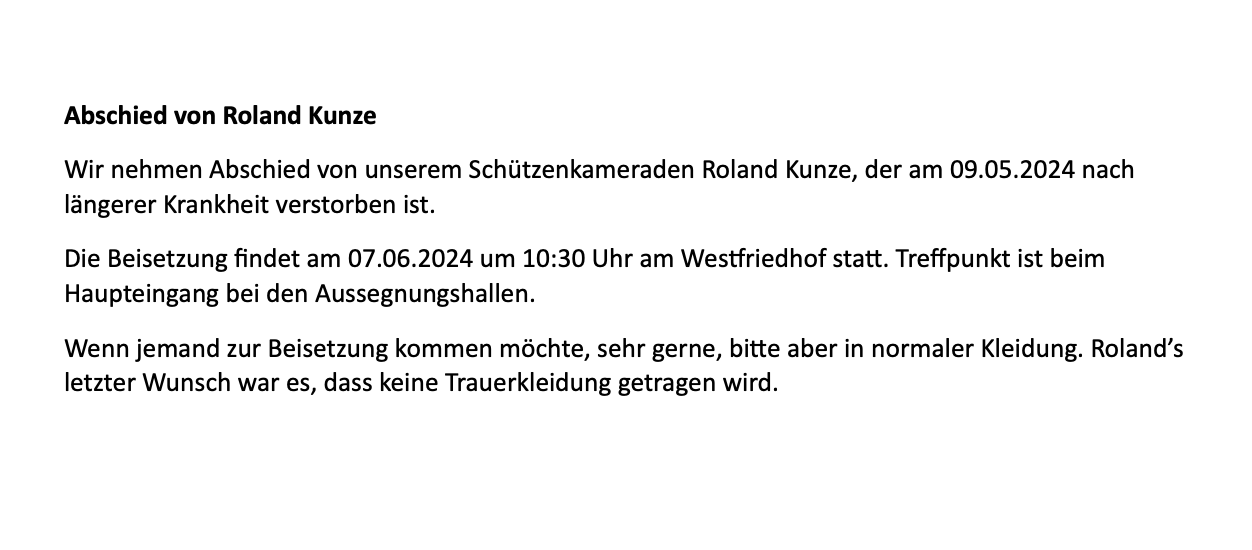 Abschied von Roland Kunze
Wir nehmen Abschied von unserem Schützenkameraden Roland Kunze, der am 09.05.2024 nach
längerer Krankheit verstorben ist.
Die Beisetzung findet am 07.06.2024 um 10:30 Uhr am Westfriedhof statt. Treffpunkt ist beim
Haupteingang bei den Aussegnungshallen.
Wenn jemand zur Beisetzung kommen möchte, sehr gerne, bitte aber in normaler Kleidung. Roland’s
letzter Wunsch war es, dass keine Trauerkleidung getragen wird.